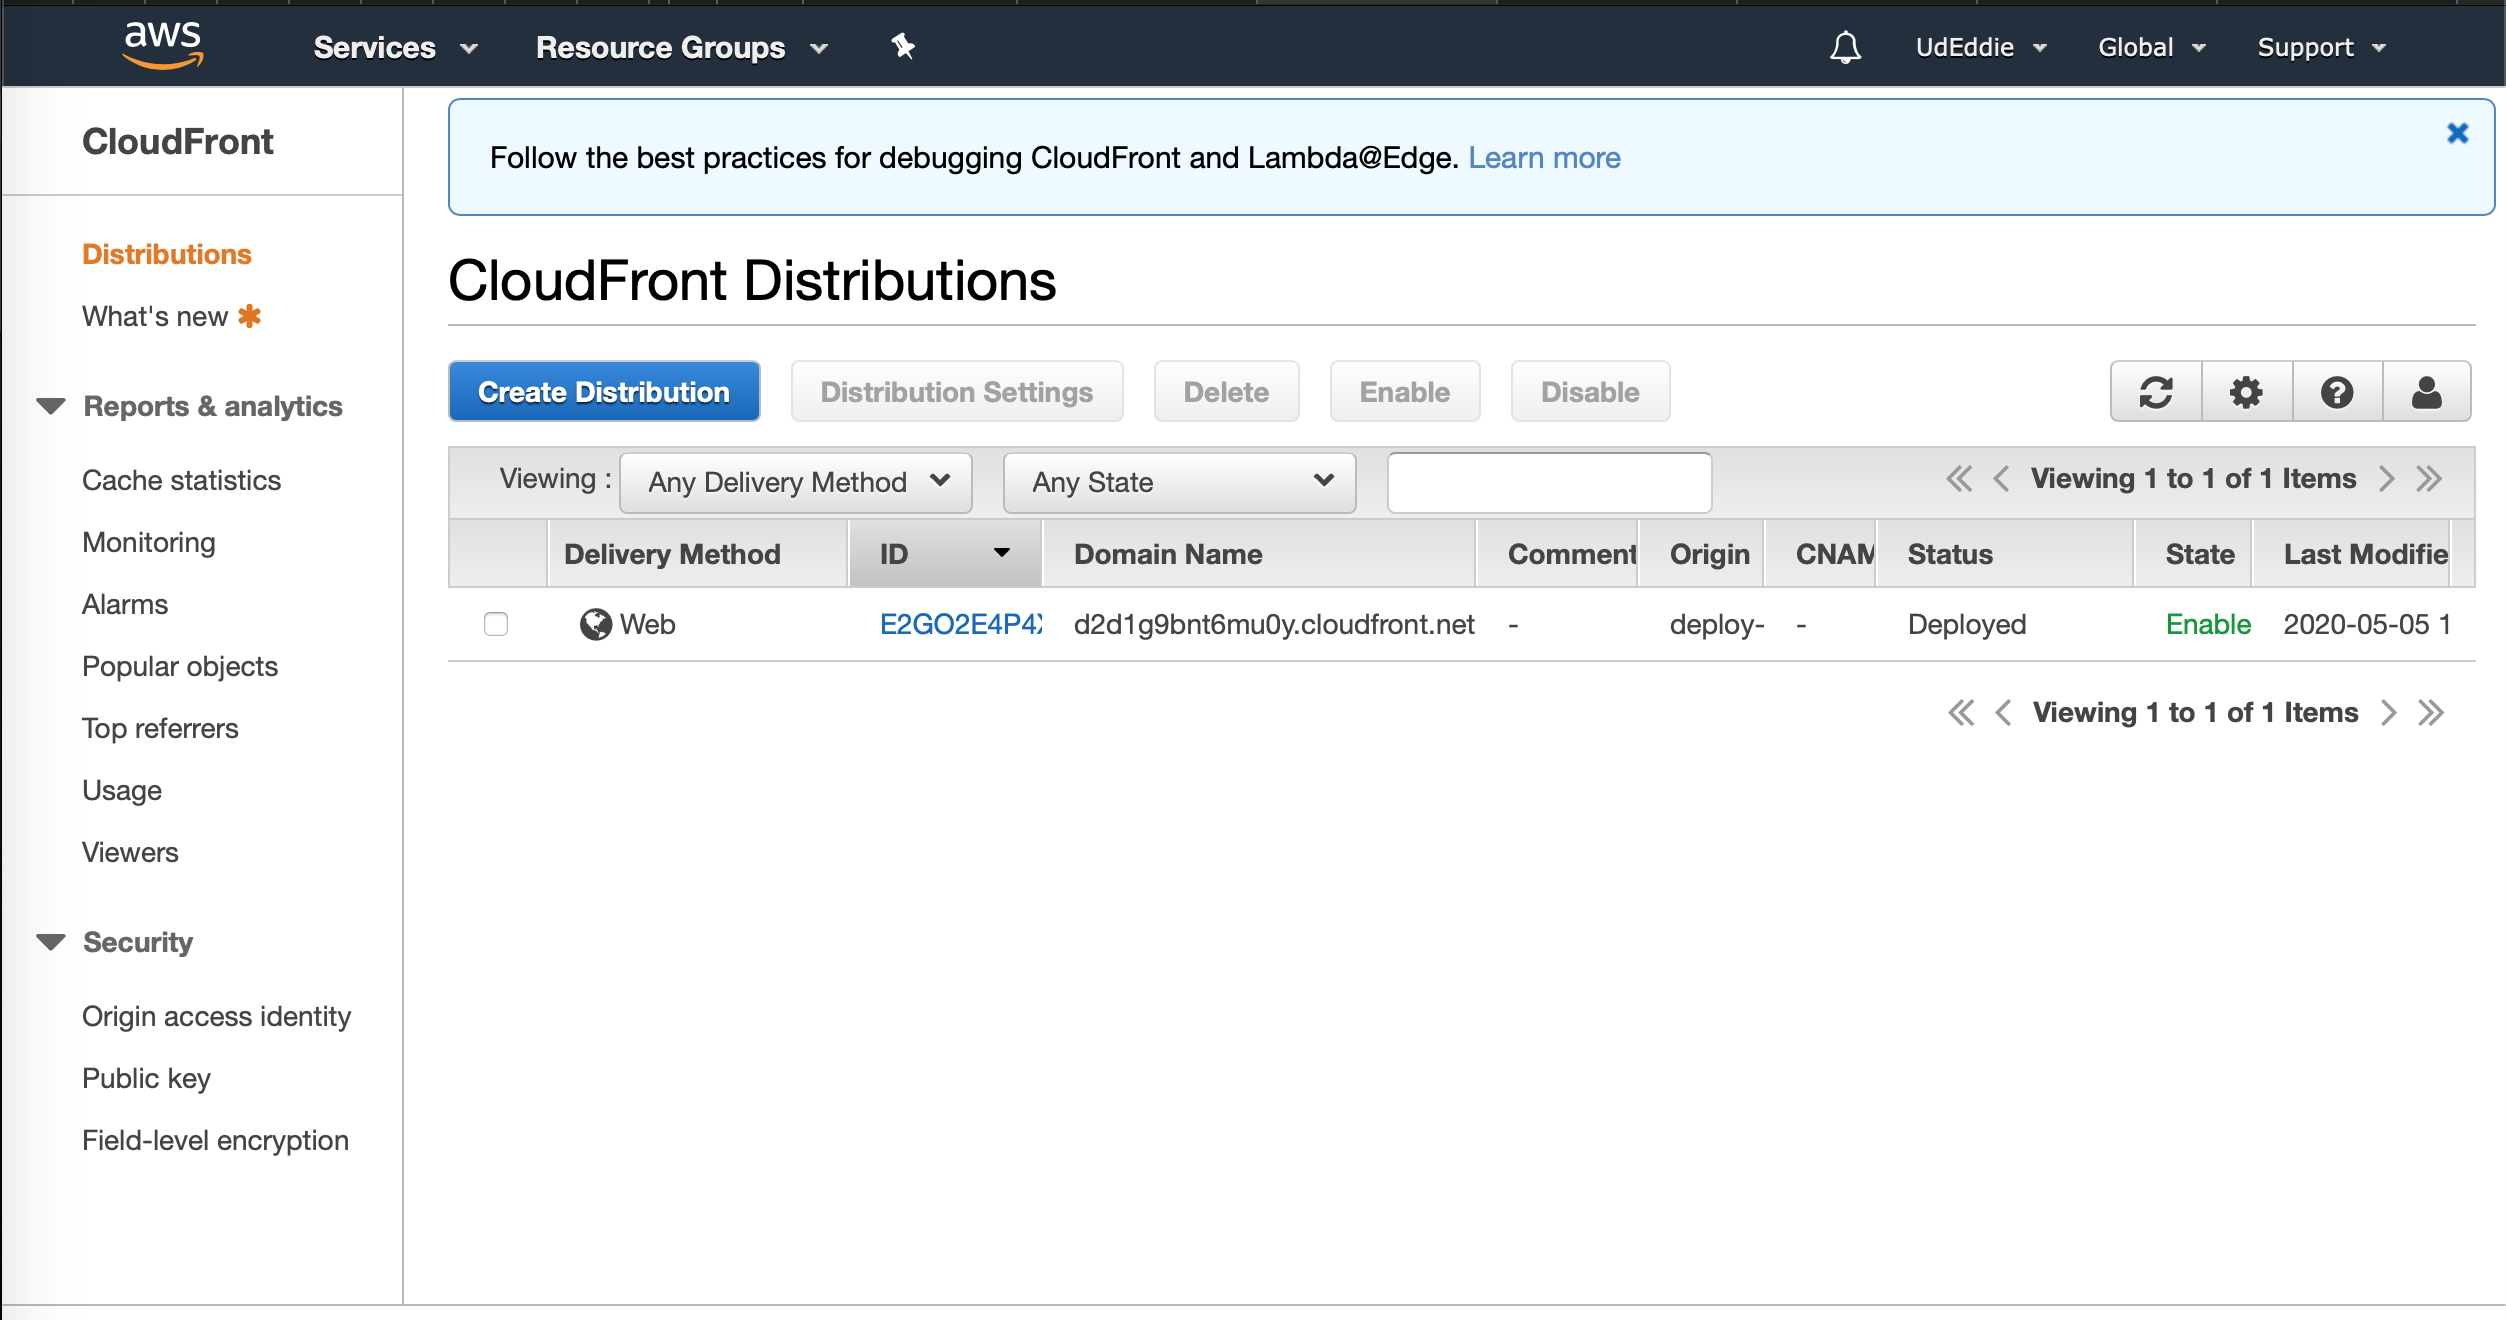 aws Services Resource Groups UdEddie Global Support
CloudFront
Distributions
What's new
Reports & analytics
Cache statistics
Monitoring
Alarms
Popular objects
Top referrers
Usage
Viewers
Security
Origin access identity
Public key
Field-level encryption
Follow the best practices for debugging CloudFront and Lambda@Edge. Learn more
CloudFront Distributions
Create Distribution Distribution Settings Delete Enable Disable
Viewing : Any Delivery Method Any State Viewing 1 to 1 of 1 Items
Delivery Method ID Domain Name Comment Origin CNAM Status State Last Modifie
Web E2GO2E4P4 d2d1g9bnt6mu0y.cloudfront.net - deploy- - Deployed Enable 2020-05-05 1
Viewing 1 to 1 of 1 Items